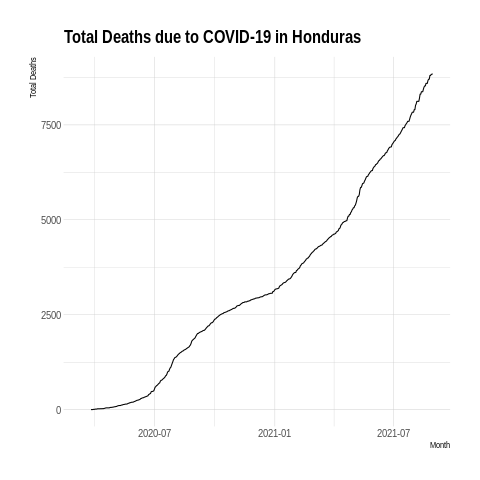 Total Deaths due to COVID-19 in Honduras
Total Deaths
7500
5000
2500
0
2020-07 2021-01 2021-07
Month